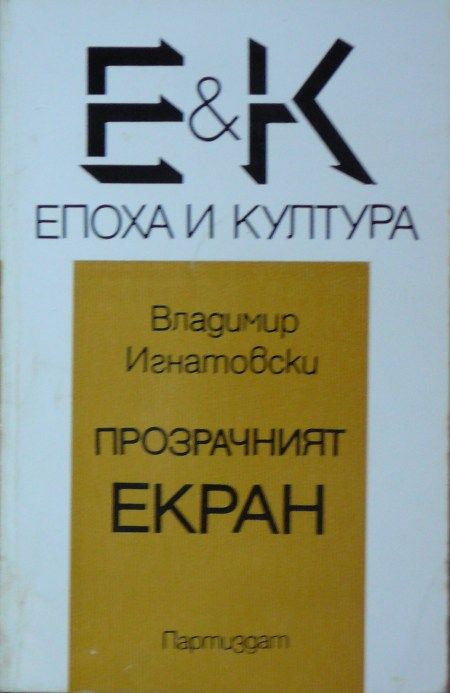 Е&К
ЕПОХА И КУЛТУРА
Владимир
Игнатовски
ПРОЗРАЧНИЯТ
ЕКРАН
Партиздат